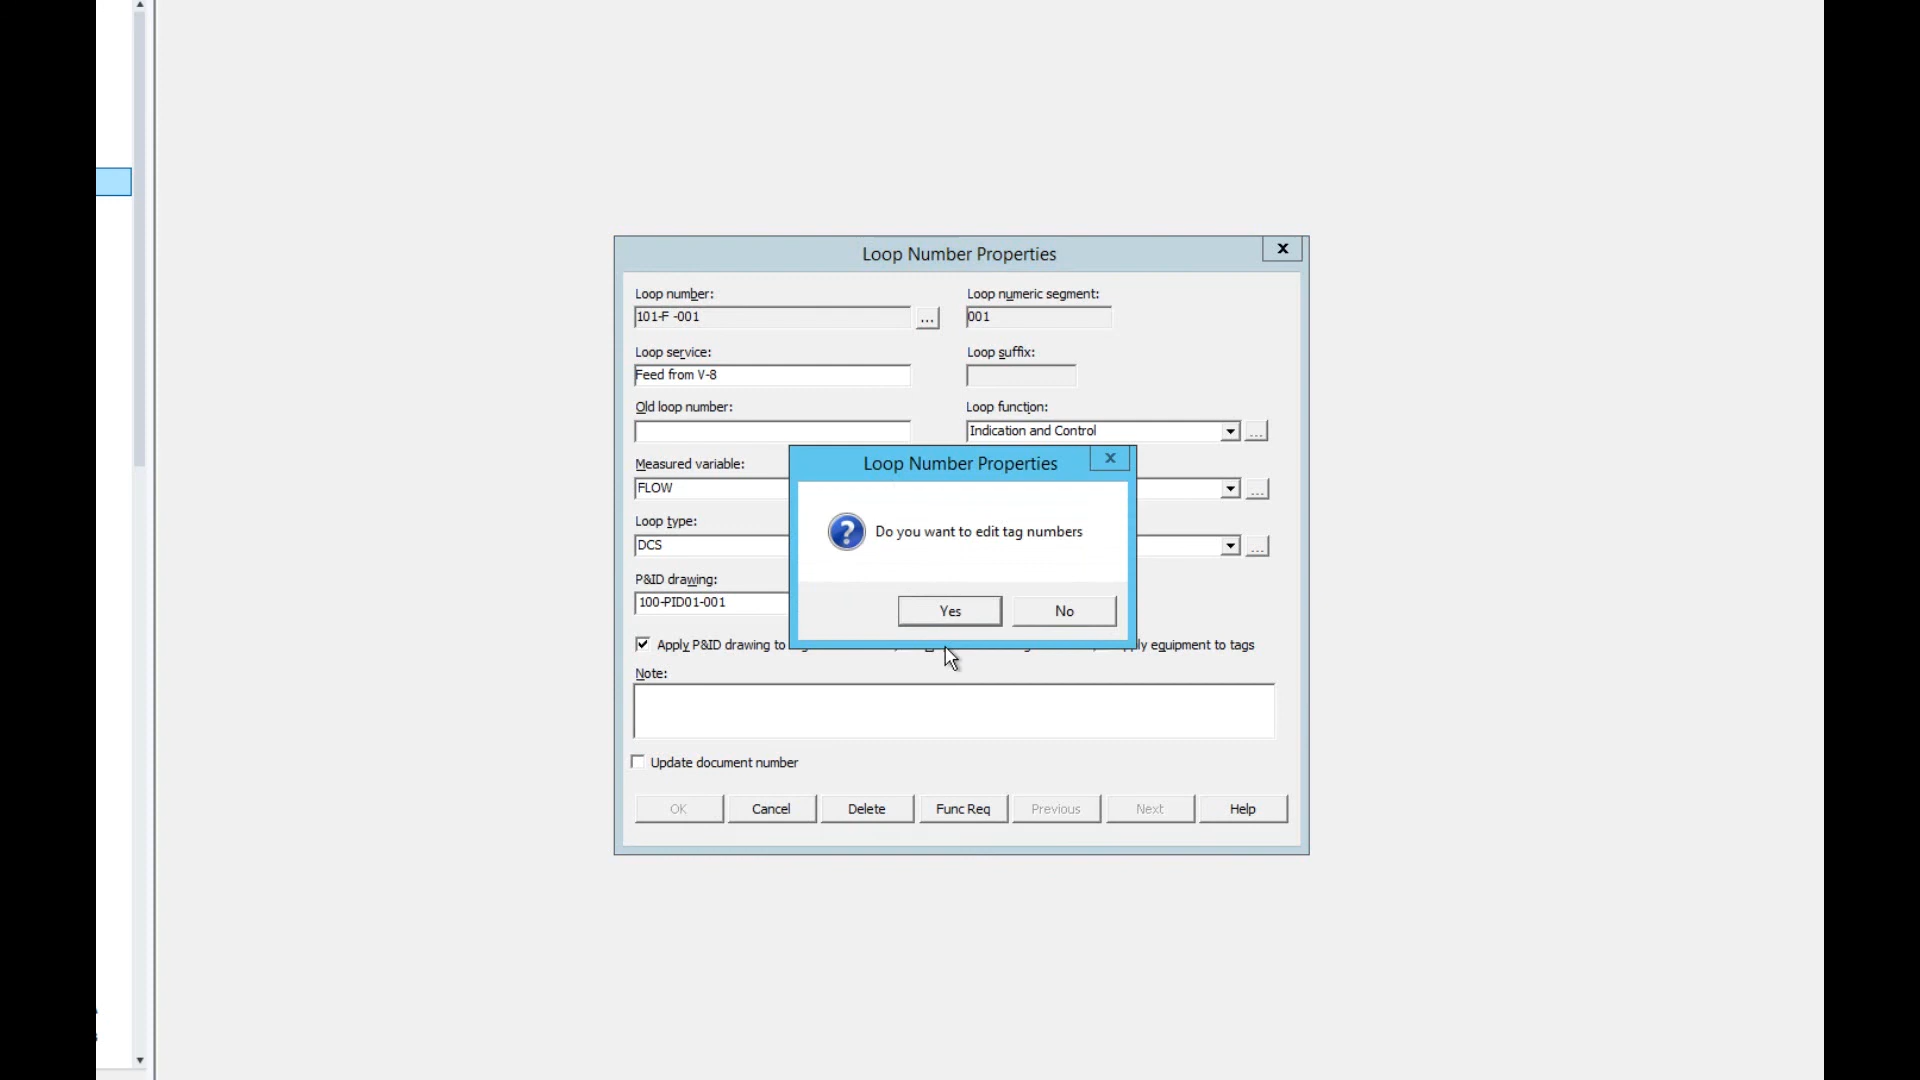 Loop Number Properties
X
Loop number:
Loop numeric segment:
101-F -001
...
001
Loop service:
Loop suffix:
Feed from V-8
Old loop number:
Loop function:
Indication and Control
...
Measured variable:
FLOW
...
Loop type:
DCS
...
P&ID drawing:
100-PID01-001
Loop Number Properties
X
?
Do you want to edit tag numbers
Yes
No
Apply P&ID drawing to
equipment to tags
Note:
Update document number
OK
Cancel
Delete
Func Req
Previous
Next
Help